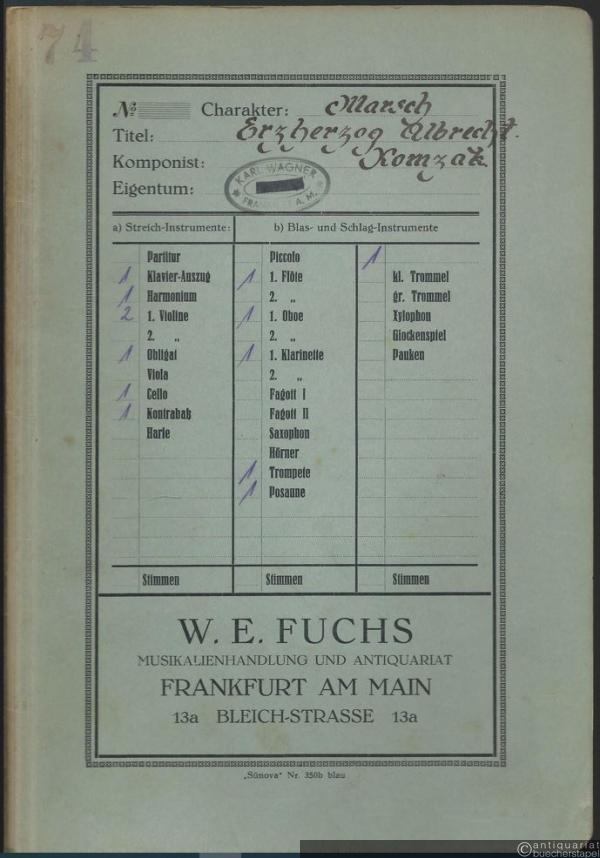 74
№ Charakter: Marsch
Titel: Erzherzog Albrecht.
Komponist: Komzák.
Eigentum: KARL WAGNER FRANKFURT A. M.
a) Streich-Instrumente: b) Blas- und Schlag-Instrumente
Partitur
1 Klavier-Auszug
1 Harmonium
2 1. Violine
2. „
1 Obligat
Viola
1 Cello
1 Kontrabaß
Harfe
Stimmen
Piccolo
1 1. Flöte
2. „
1 1. Oboe
2. „
1 1. Klarinette
2. „
Fagott I
Fagott II
Saxophon
Hörner
1 Trompete
1 Posaune
Stimmen
1
kl. Trommel
gr. Trommel
Xylophon
Glockenspiel
Pauken
Stimmen
W. E. FUCHS
MUSIKALIENHANDLUNG UND ANTIQUARIAT
FRANKFURT AM MAIN
13a BLEICH-STRASSE 13a
„Sünova" Nr. 350b blau
©antiquariat
buecherstapel